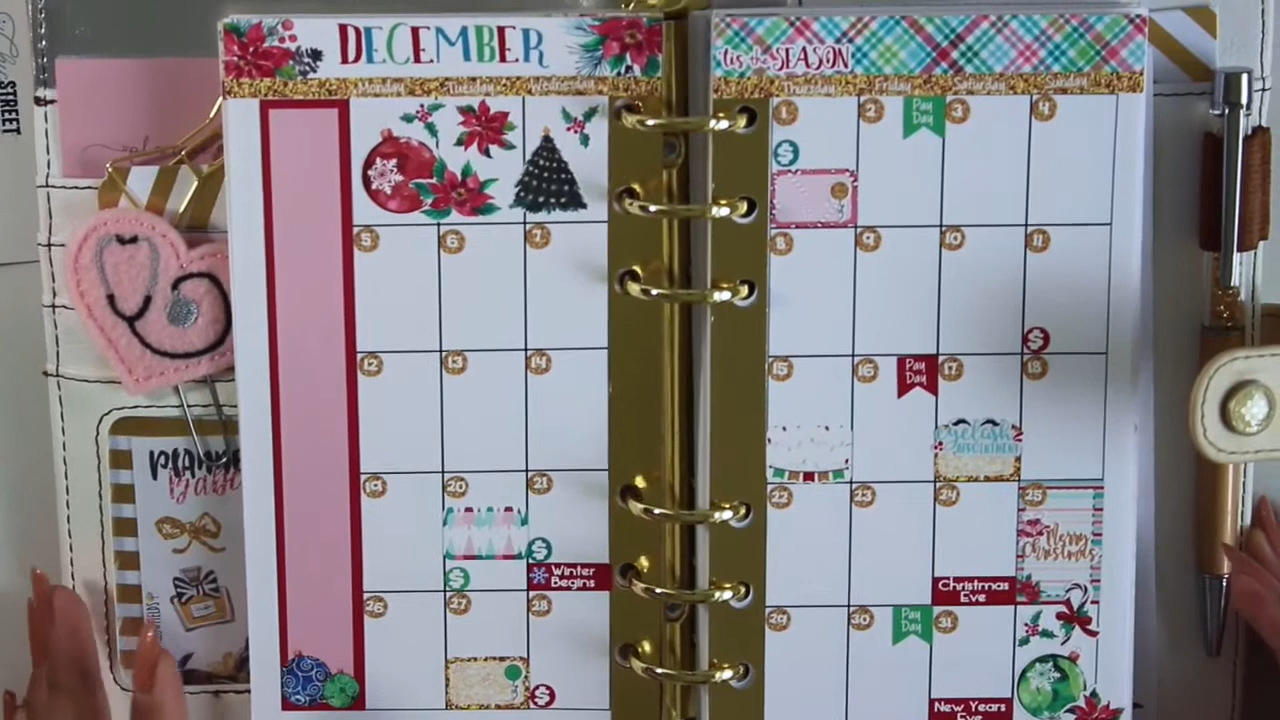 STREET
DECEMBER
'tis the SEASON
Monday Tuesday Wednesday
Thursday Friday Saturday Sunday
1 2 Pay Day 3 4
$
5 6 7
8 9 10 11
$
12 13 14
15 16 Pay Day 17 18
eyelash
APPOINTMENT
19 20 21
$
$
Winter
Begins
22 23 24 25
Merry
Christmas
Christmas
Eve
26 27 28
$
29 30 Pay Day 31
New Years
Eve